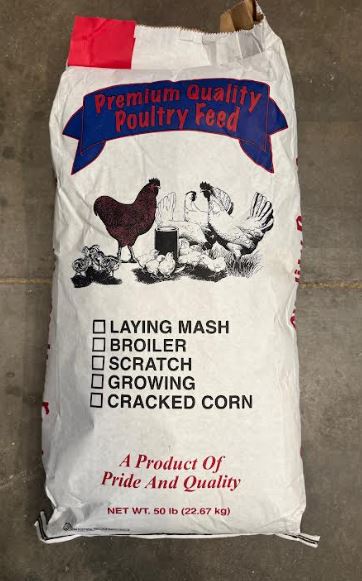 Premium Quality
Poultry Feed
LAYING MASH
BROILER
SCRATCH
GROWING
CRACKED CORN
A Product Of
Pride And Quality
NET WT. 50 lb (22.67 kg)